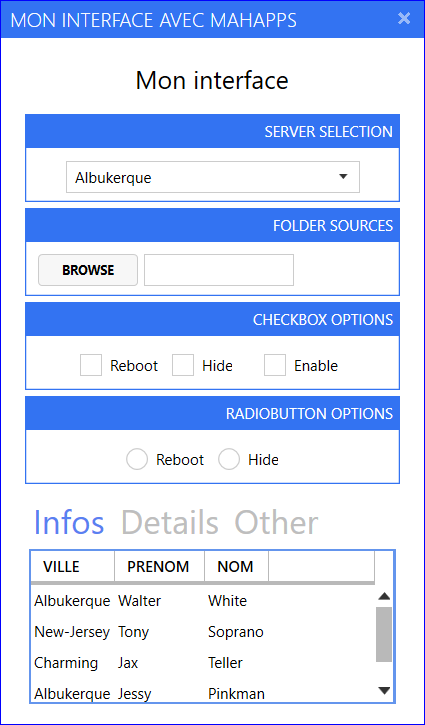 MON INTERFACE AVEC MAHAPPS
Mon interface
SERVER SELECTION
Albukerque
FOLDER SOURCES
BROWSE
CHECKBOX OPTIONS
Reboot Hide Enable
RADIOBUTTON OPTIONS
Reboot Hide
Infos Details Other
VILLE PRENOM NOM
Albukerque Walter White
New-Jersey Tony Soprano
Charming Jax Teller
Albukerque Jessy Pinkman